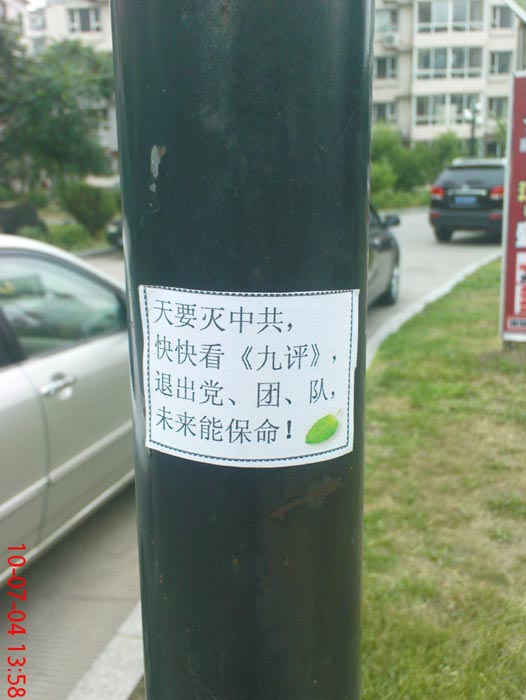 天要灭中共，
快快看《九评》，
退出党、团、队，
未来能保命！
10-07-04 13:58